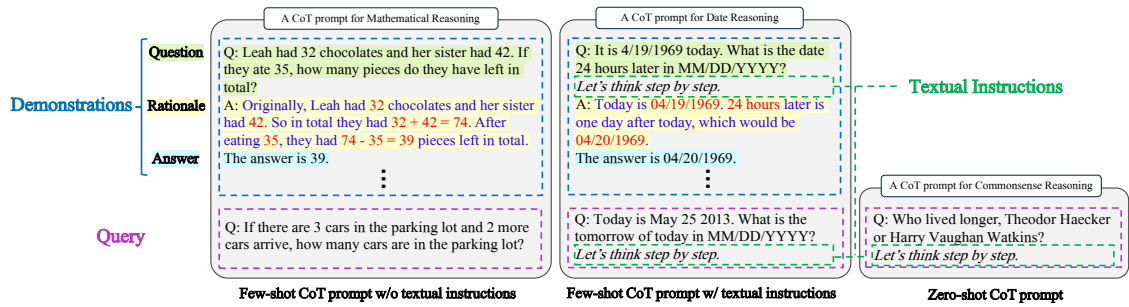 A CoT prompt for Mathematical Reasoning
A CoT prompt for Date Reasoning
Question
Demonstrations
Rationale
Answer
Query
Q: Leah had 32 chocolates and her sister had 42. If
they ate 35, how many pieces do they have left in
total?
A: Originally, Leah had 32 chocolates and her sister
had 42. So in total they had 32 + 42 = 74. After
eating 35, they had 74 - 35 = 39 pieces left in total.
The answer is 39.
Q: If there are 3 cars in the parking lot and 2 more
cars arrive, how many cars are in the parking lot?
Few-shot CoT prompt w/o textual instructions
Q: It is 4/19/1969 today. What is the date
24 hours later in MM/DD/YYYY?
Let's think step by step.
A: Today is 04/19/1969. 24 hours later is
one day after today, which would be
04/20/1969.
The answer is 04/20/1969.
Q: Today is May 25 2013. What is the
tomorrow of today in MM/DD/YYYY?
Let's think step by step.
Few-shot CoT prompt w/ textual instructions
Textual Instructions
A CoT prompt for Commonsense Reasoning
Q: Who lived longer, Theodor Haecker
or Harry Vaughan Watkins?
Let's think step by step.
Zero-shot CoT prompt